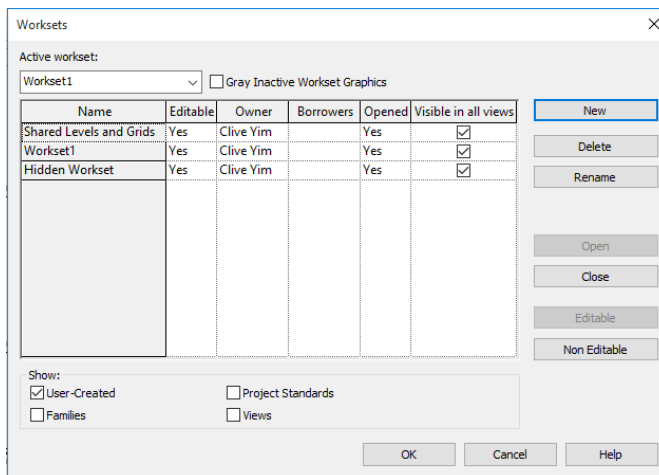 Worksets
Active workset:
Workset1
Gray Inactive Workset Graphics
Name Editable Owner Borrowers Opened Visible in all views
Shared Levels and Grids Yes Clive Yim Yes
Workset1 Yes Clive Yim Yes
Hidden Workset Yes Clive Yim Yes
New
Delete
Rename
Open
Close
Editable
Non Editable
Show:
User-Created Project Standards
Families Views
OK Cancel Help